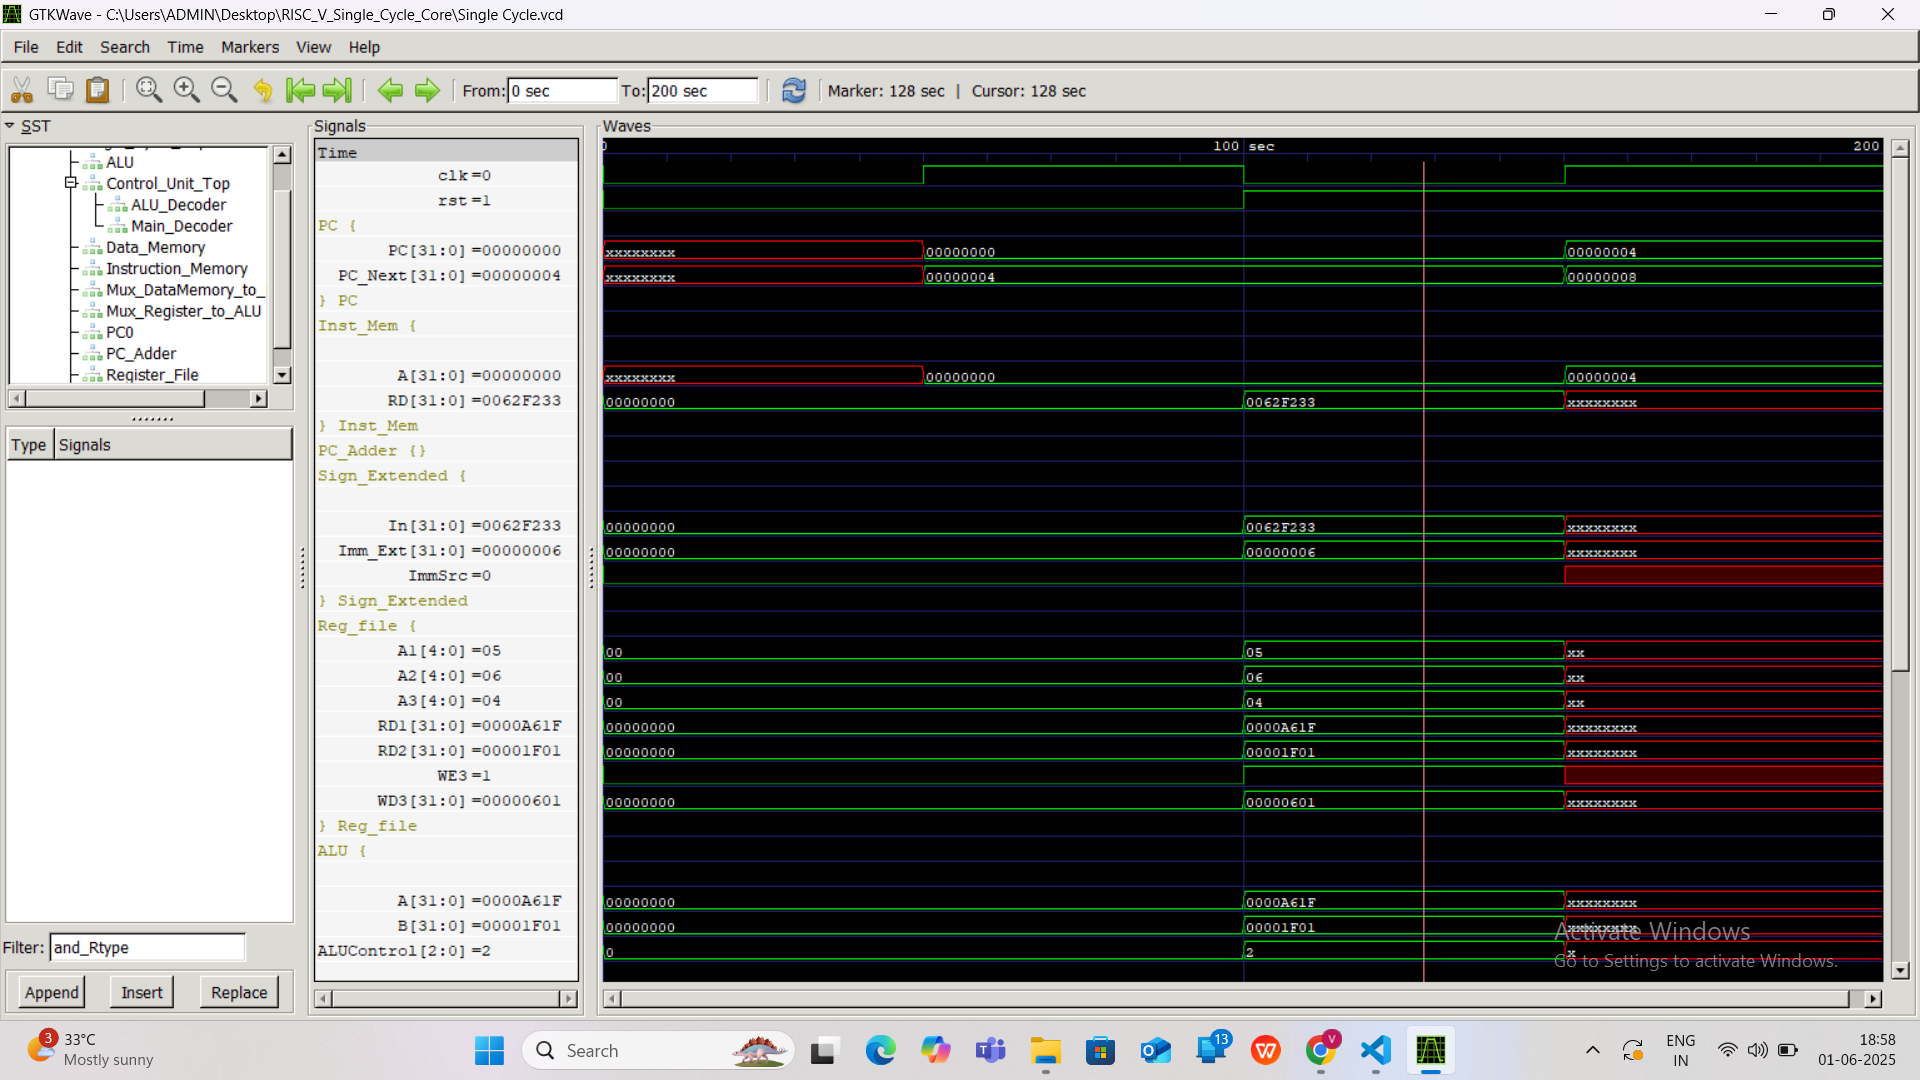 GTKWave - C:\Users\ADMIN\Desktop\RISC_V_Single_Cycle_Core\Single Cycle.vcd
File Edit Search Time Markers View Help
From: 0 sec To: 200 sec Marker: 128 sec | Cursor: 128 sec
SST
ALU
Control_Unit_Top
ALU_Decoder
Main_Decoder
Data_Memory
Instruction_Memory
Mux_DataMemory_to_
Mux_Register_to_ALU
PC0
PC_Adder
Register_File
Type Signals
Filter: and_Rtype
Append Insert Replace
Signals
Time
clk=0
rst=1
PC {
PC[31:0]=00000000
PC_Next[31:0]=00000004
} PC
Inst_Mem {
A[31:0]=00000000
RD[31:0]=0062F233
} Inst_Mem
PC_Adder {}
Sign_Extended {
In[31:0]=0062F233
Imm_Ext[31:0]=00000006
ImmSrc=0
} Sign_Extended
Reg_file {
A1[4:0]=05
A2[4:0]=06
A3[4:0]=04
RD1[31:0]=0000A61F
RD2[31:0]=00001F01
WE3=1
WD3[31:0]=00000601
} Reg_file
ALU {
A[31:0]=0000A61F
B[31:0]=00001F01
ALUControl[2:0]=2
Waves
0 100 sec 200
xxxxxxxx 00000000 00000004
xxxxxxxx 00000004 00000008
xxxxxxxx 00000000 00000004
00000000 0062F233 xxxxxxxx
00000000 0062F233 xxxxxxxx
00000000 00000006 xxxxxxxx
00 05 xx
00 06 xx
00 04 xx
00000000 0000A61F xxxxxxxx
00000000 00001F01 xxxxxxxx
00000000 00000601 xxxxxxxx
00000000 0000A61F xxxxxxxx
00000000 00001F01 xxxxxxxx
0 2 x
Activate Windows
Go to Settings to activate Windows.
3 33°C
Mostly sunny
Search
13
V
ENG
IN
18:58
01-06-2025